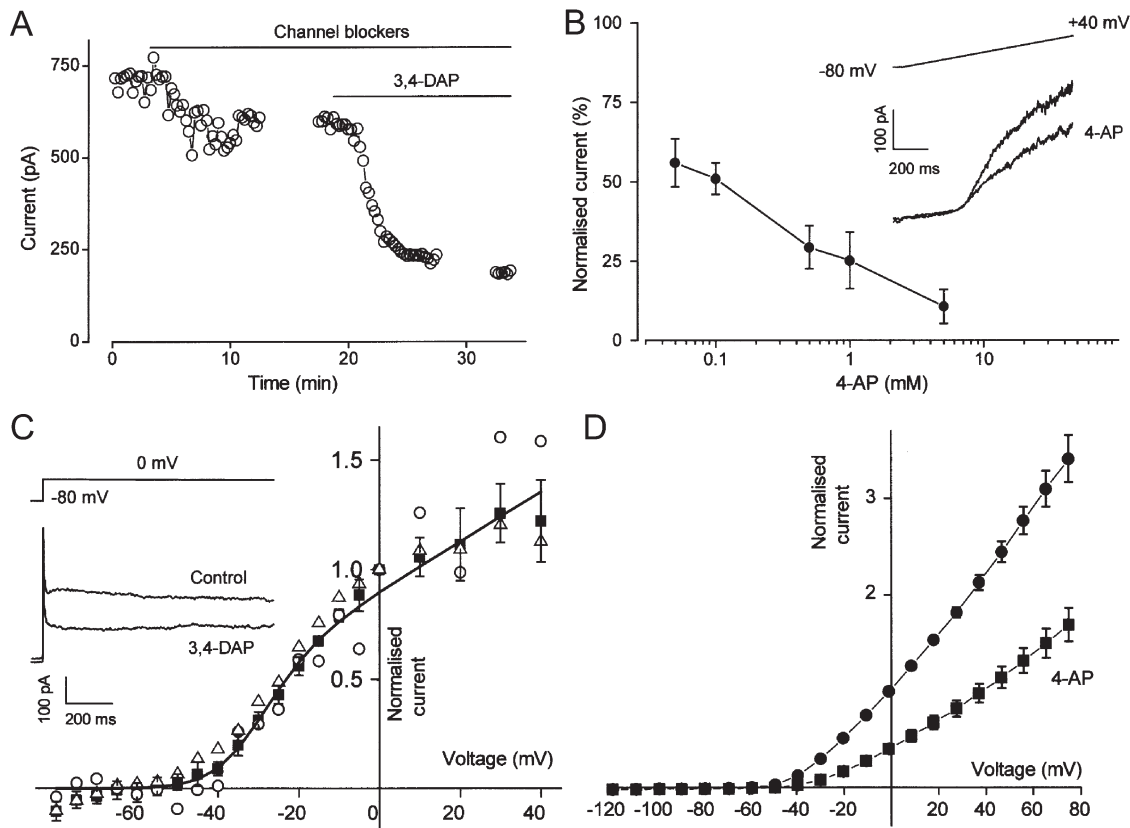 A
Channel blockers
3,4-DAP
750
500
250
0
Current (pA)
0 10 20 30
Time (min)
B
100
75
50
25
0
Normalised current (%)
+40 mV
-80 mV
4-AP
100 pA
200 ms
0.1 1 10
4-AP (mM)
C
0 mV
-80 mV
Control
3,4-DAP
100 pA
200 ms
1.5
1.0
0.5
Normalised
current
Voltage (mV)
-60 -40 -20 0 20 40
D
Normalised
current
3
2
4-AP
Voltage (mV)
-120 -100 -80 -60 -40 -20 20 40 60 80